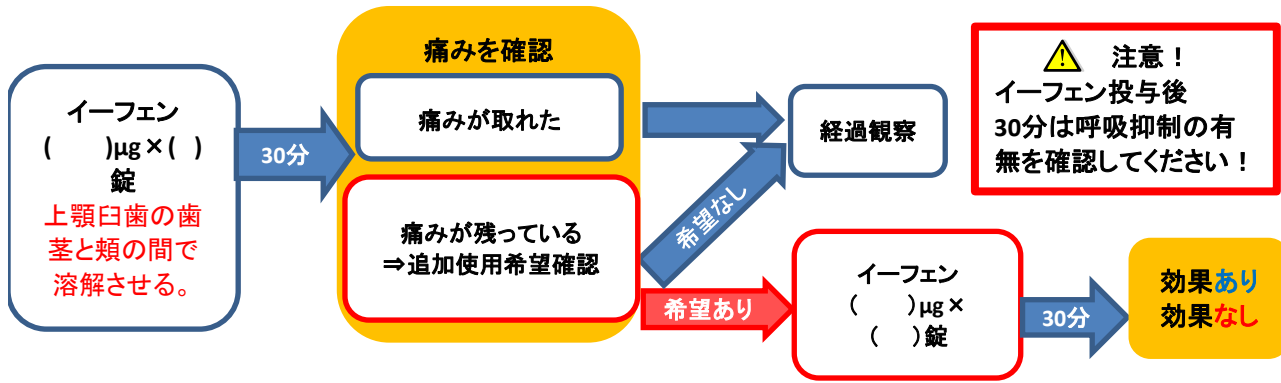 イーフェン
(　　)μg×(　)
錠
上顎臼歯の歯
茎と頬の間で
溶解させる。
30分
痛みを確認
痛みが取れた
痛みが残っている
⇒追加使用希望確認
経過観察
希望なし
希望あり
イーフェン
(　　)μg×
(　)錠
30分
効果あり
効果なし
注意！
イーフェン投与後
30分は呼吸抑制の有
無を確認してください！